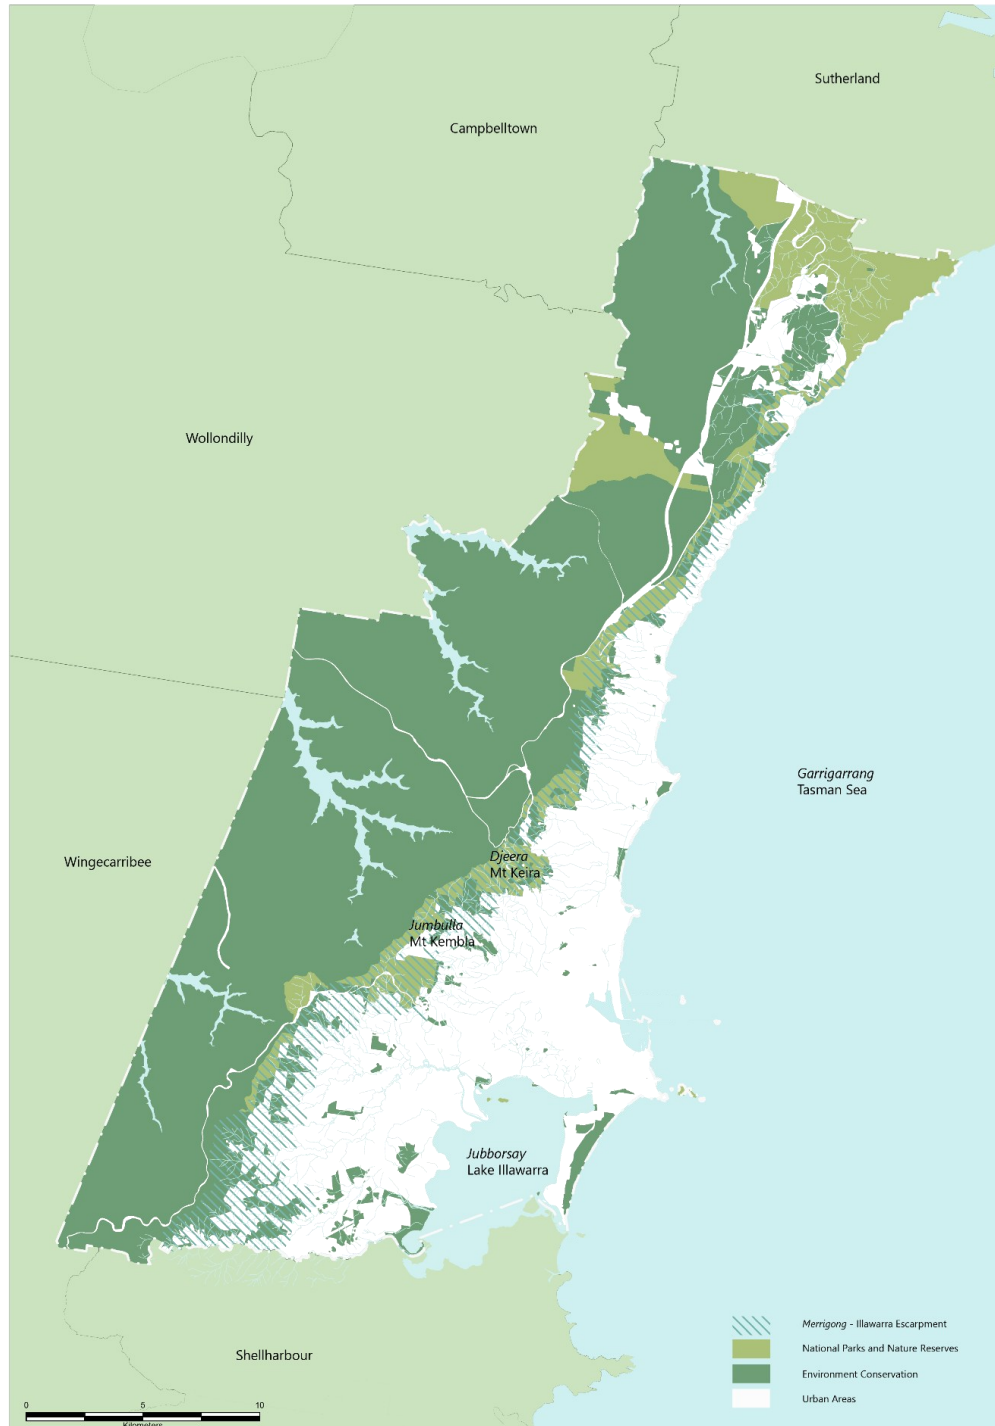 Sutherland
Campbelltown
Wollondilly
Garrigarrang
Tasman Sea
Wingecarribee
Djeera
Mt Keira
Jumbulla
Mt Kembla
Jubborsay
Lake Illawarra
Shellharbour
Merrigong - Illawarra Escarpment
National Parks and Nature Reserves
Environment Conservation
Urban Areas
0 5 10
Kilometers